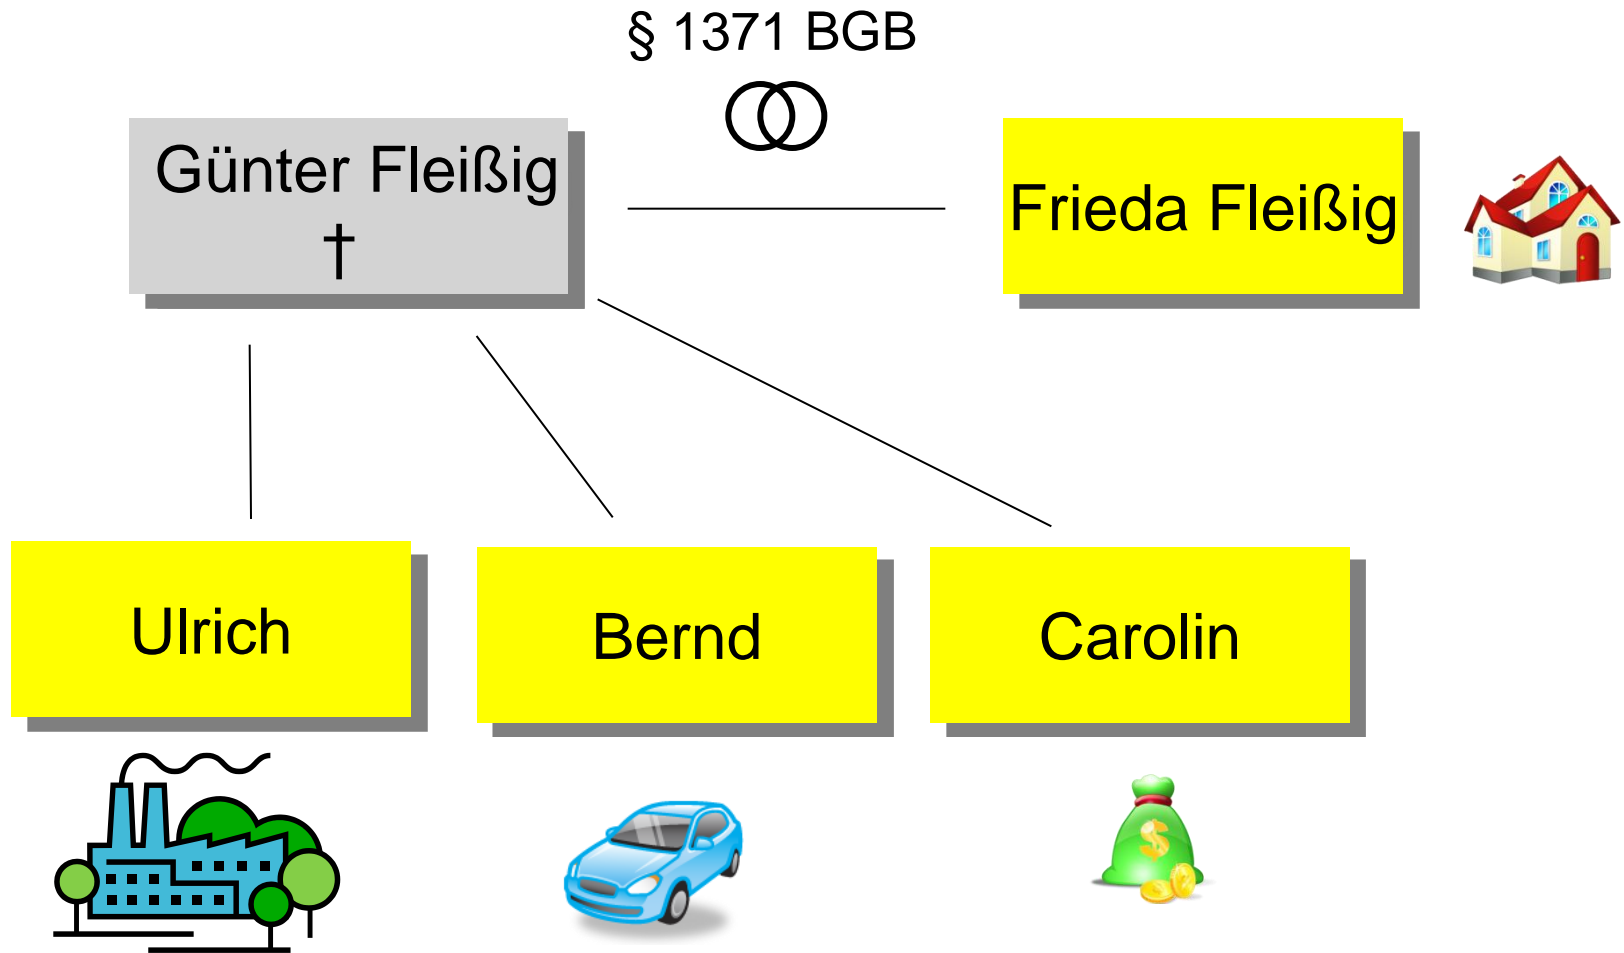 § 1371 BGB
Günter Fleißig
†
Frieda Fleißig
Ulrich
Bernd
Carolin
$